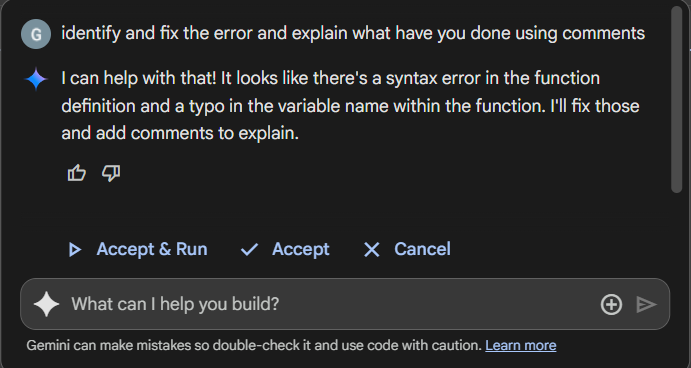 G identify and fix the error and explain what have you done using comments
I can help with that! It looks like there's a syntax error in the function
definition and a typo in the variable name within the function. I'll fix those
and add comments to explain.
Accept & Run Accept Cancel
What can I help you build?
Gemini can make mistakes so double-check it and use code with caution. Learn more